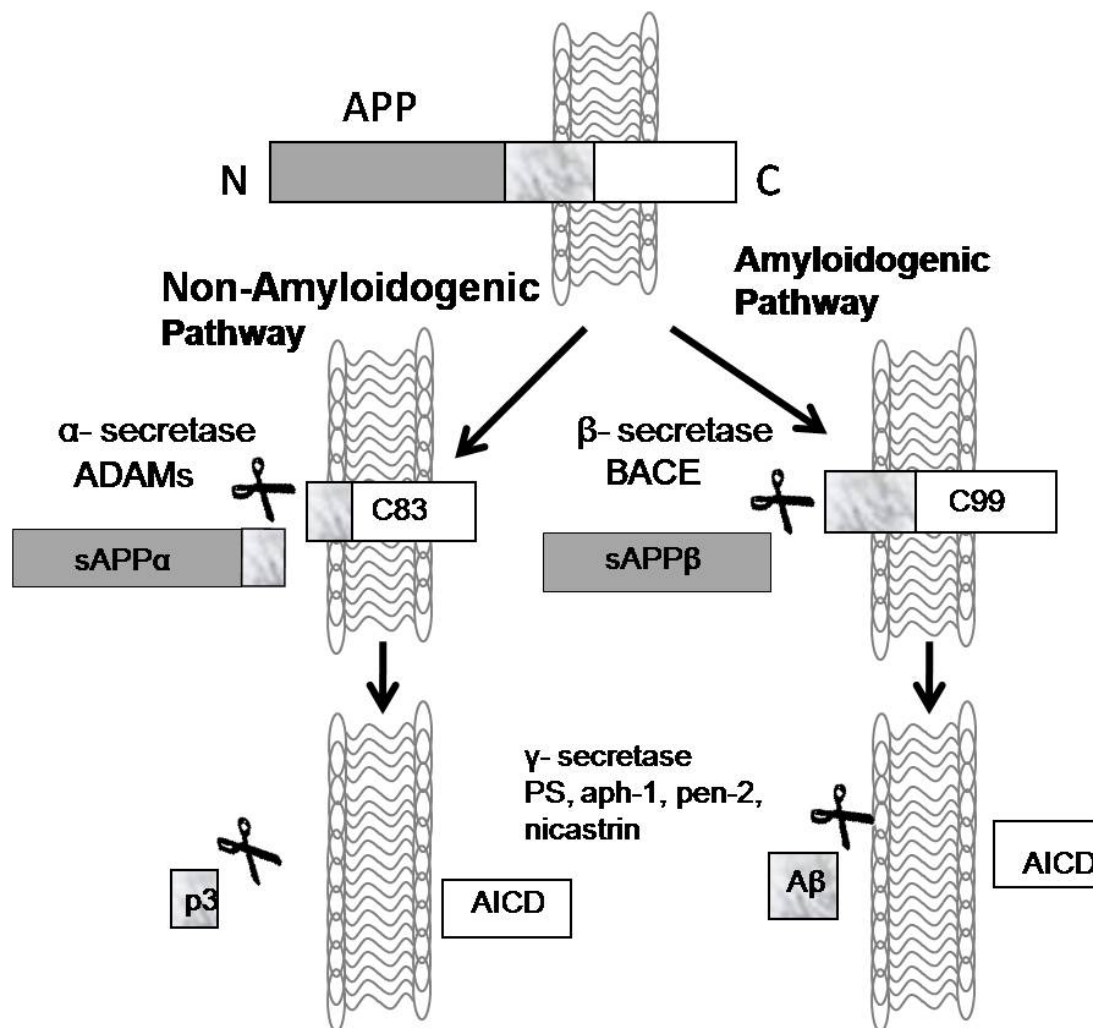 APP
N
C
Non-Amyloidogenic
Pathway
Amyloidogenic
Pathway
α- secretase
ADAMs
C83
sAPPα
β- secretase
BACE
C99
sAPPβ
γ- secretase
PS, aph-1, pen-2,
nicastrin
p3
AICD
Aβ
AICD